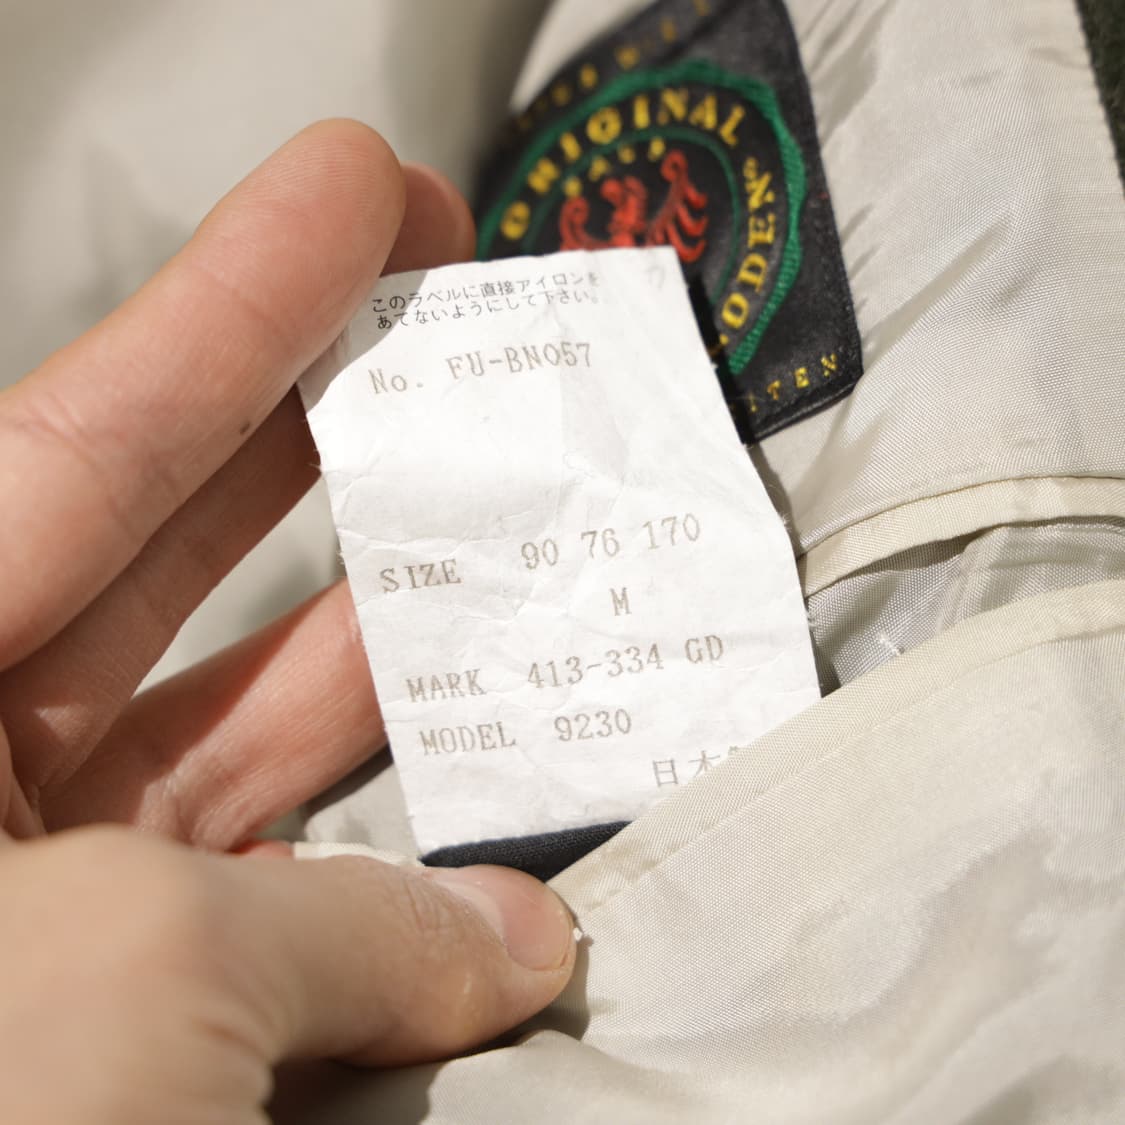 ORIGINAL
LODEN
このラベルに直接アイロンを
あてないようにして下さい。
No. FU-BN057
SIZE 90 76 170
M
MARK 413-334 GD
MODEL 9230
日本